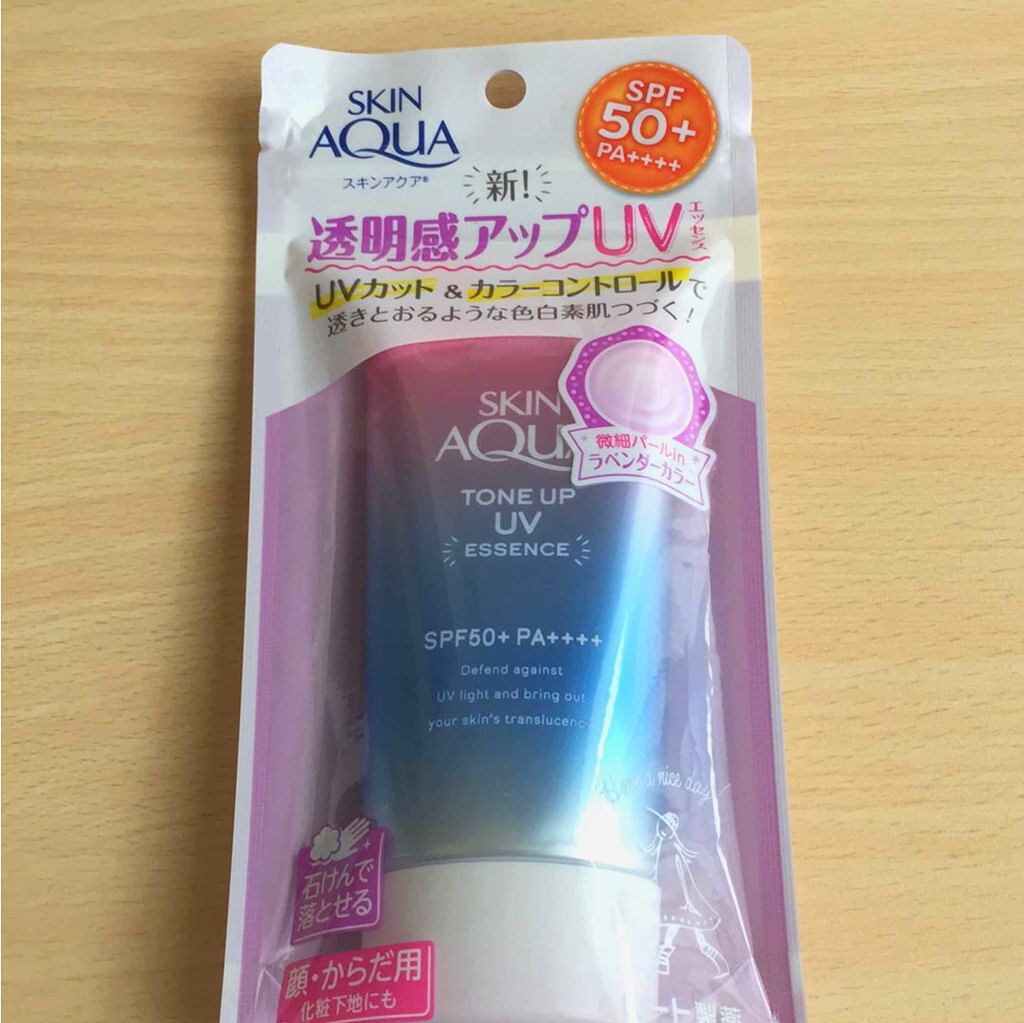 SKIN
AQUA
スキンアクア®
SPF
50+
PA++++
新!
透明感アップUV
エッセンス
UVカット & カラーコントロールで
透きとおるような色白素肌つづく!
SKIN
AQUA
微細パールin
ラベンダーカラー
TONE UP
UV
ESSENCE
SPF50+ PA++++
Defend against
UV light and bring out
your skin's translucency
Have a nice day!
石けんで
落とせる
顔・からだ用
化粧下地にも
製薬